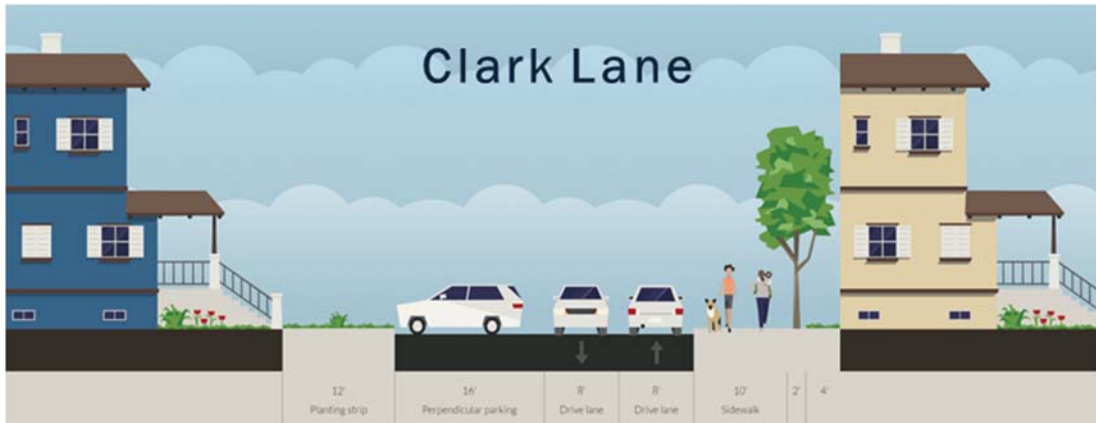 Clark Lane
12' 16' 8' 8' 10' 2' 4'
Planting strip Perpendicular parking Drive lane Drive lane Sidewalk